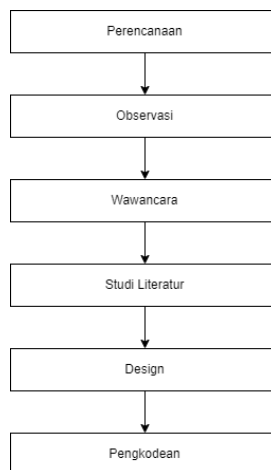 Perencanaan
Observasi
Wawancara
Studi Literatur
Design
Pengkodean